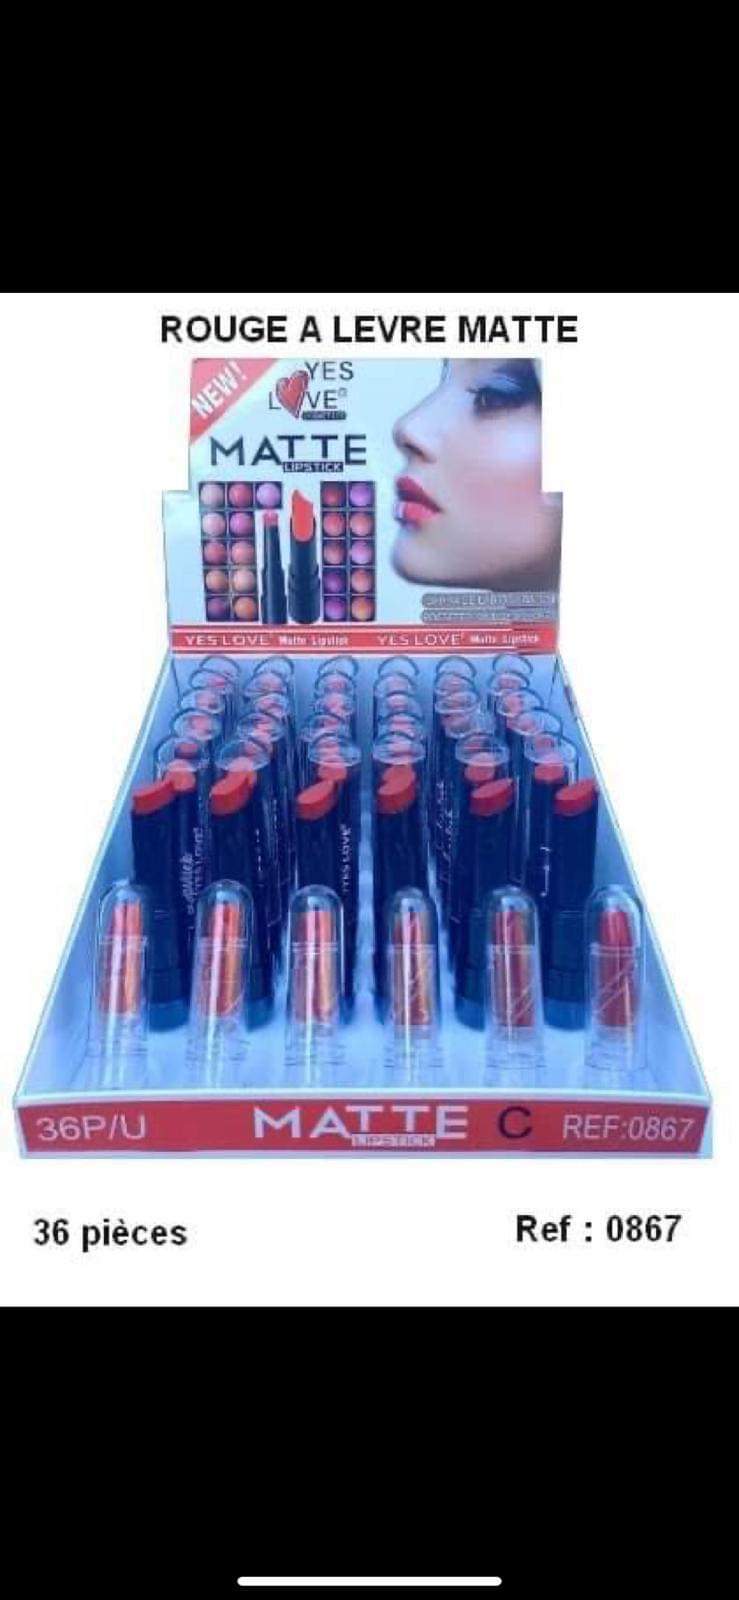 ROUGE A LEVRE MATTE
NEW!
YES
LOVE
MATTE
LIPSTICK
YES LOVE Matte Lipstick YES LOVE Matte Lipstick
YES LOVE
36P/U MATTE C REF:0867
LIPSTICK
36 pièces Ref : 0867